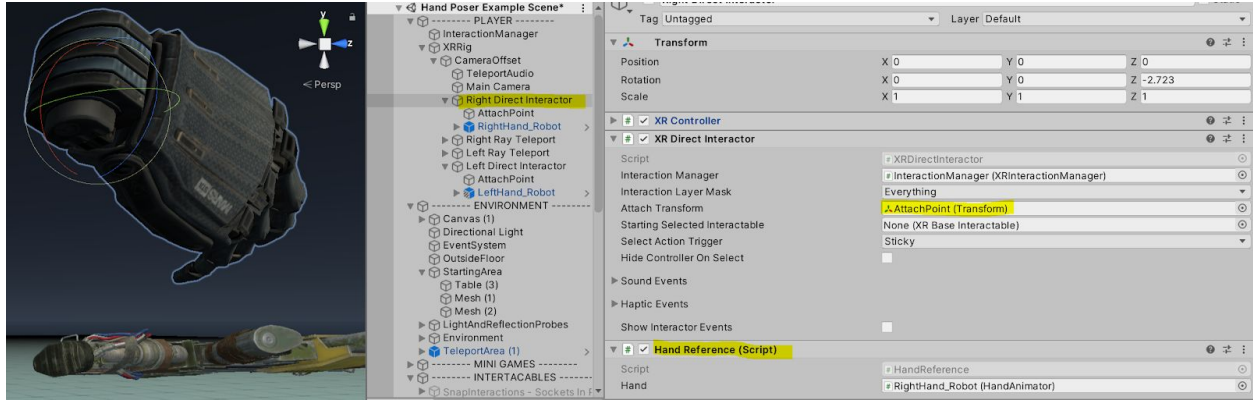 y
z
Persp
GSM
Hand Poser Example Scene*
-------- PLAYER --------
InteractionManager
XRRig
CameraOffset
TeleportAudio
Main Camera
Right Direct Interactor
AttachPoint
RightHand_Robot
Right Ray Teleport
Left Ray Teleport
Left Direct Interactor
AttachPoint
LeftHand_Robot
-------- ENVIRONMENT -------
Canvas (1)
Directional Light
EventSystem
OutsideFloor
StartingArea
Table (3)
Mesh (1)
Mesh (2)
LightAndReflectionProbes
Environment
TeleportArea (1)
-------- MINI GAMES -------
-------- INTERTACABLES ------
SnapInteractions - Sockets In
Tag Untagged Layer Default
Transform
Position X 0 Y 0 Z 0
Rotation X 0 Y 0 Z -2.723
Scale X 1 Y 1 Z 1
XR Controller
XR Direct Interactor
Script XRDirectInteractor
Interaction Manager InteractionManager (XRInteractionManager)
Interaction Layer Mask Everything
Attach Transform AttachPoint (Transform)
Starting Selected Interactable None (XR Base Interactable)
Select Action Trigger Sticky
Hide Controller On Select
Sound Events
Haptic Events
Show Interactor Events
Hand Reference (Script)
Script HandReference
Hand RightHand_Robot (HandAnimator)